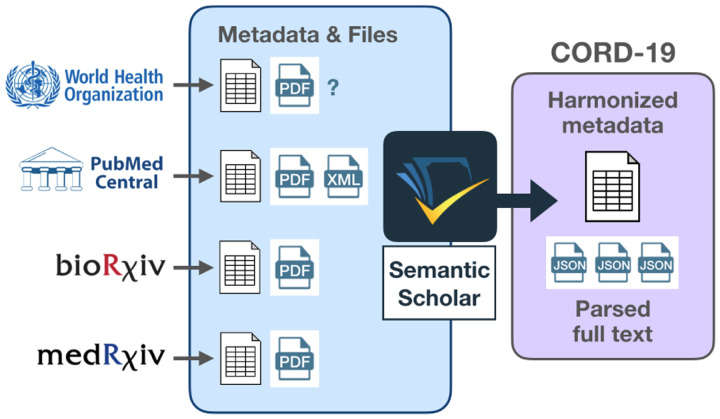 Metadata & Files
World Health
Organization
PDF
?
PubMed
Central
PDF
XML
bioRχiv
PDF
medRχiv
PDF
Semantic
Scholar
CORD-19
Harmonized
metadata
JSON
JSON
JSON
Parsed
full text